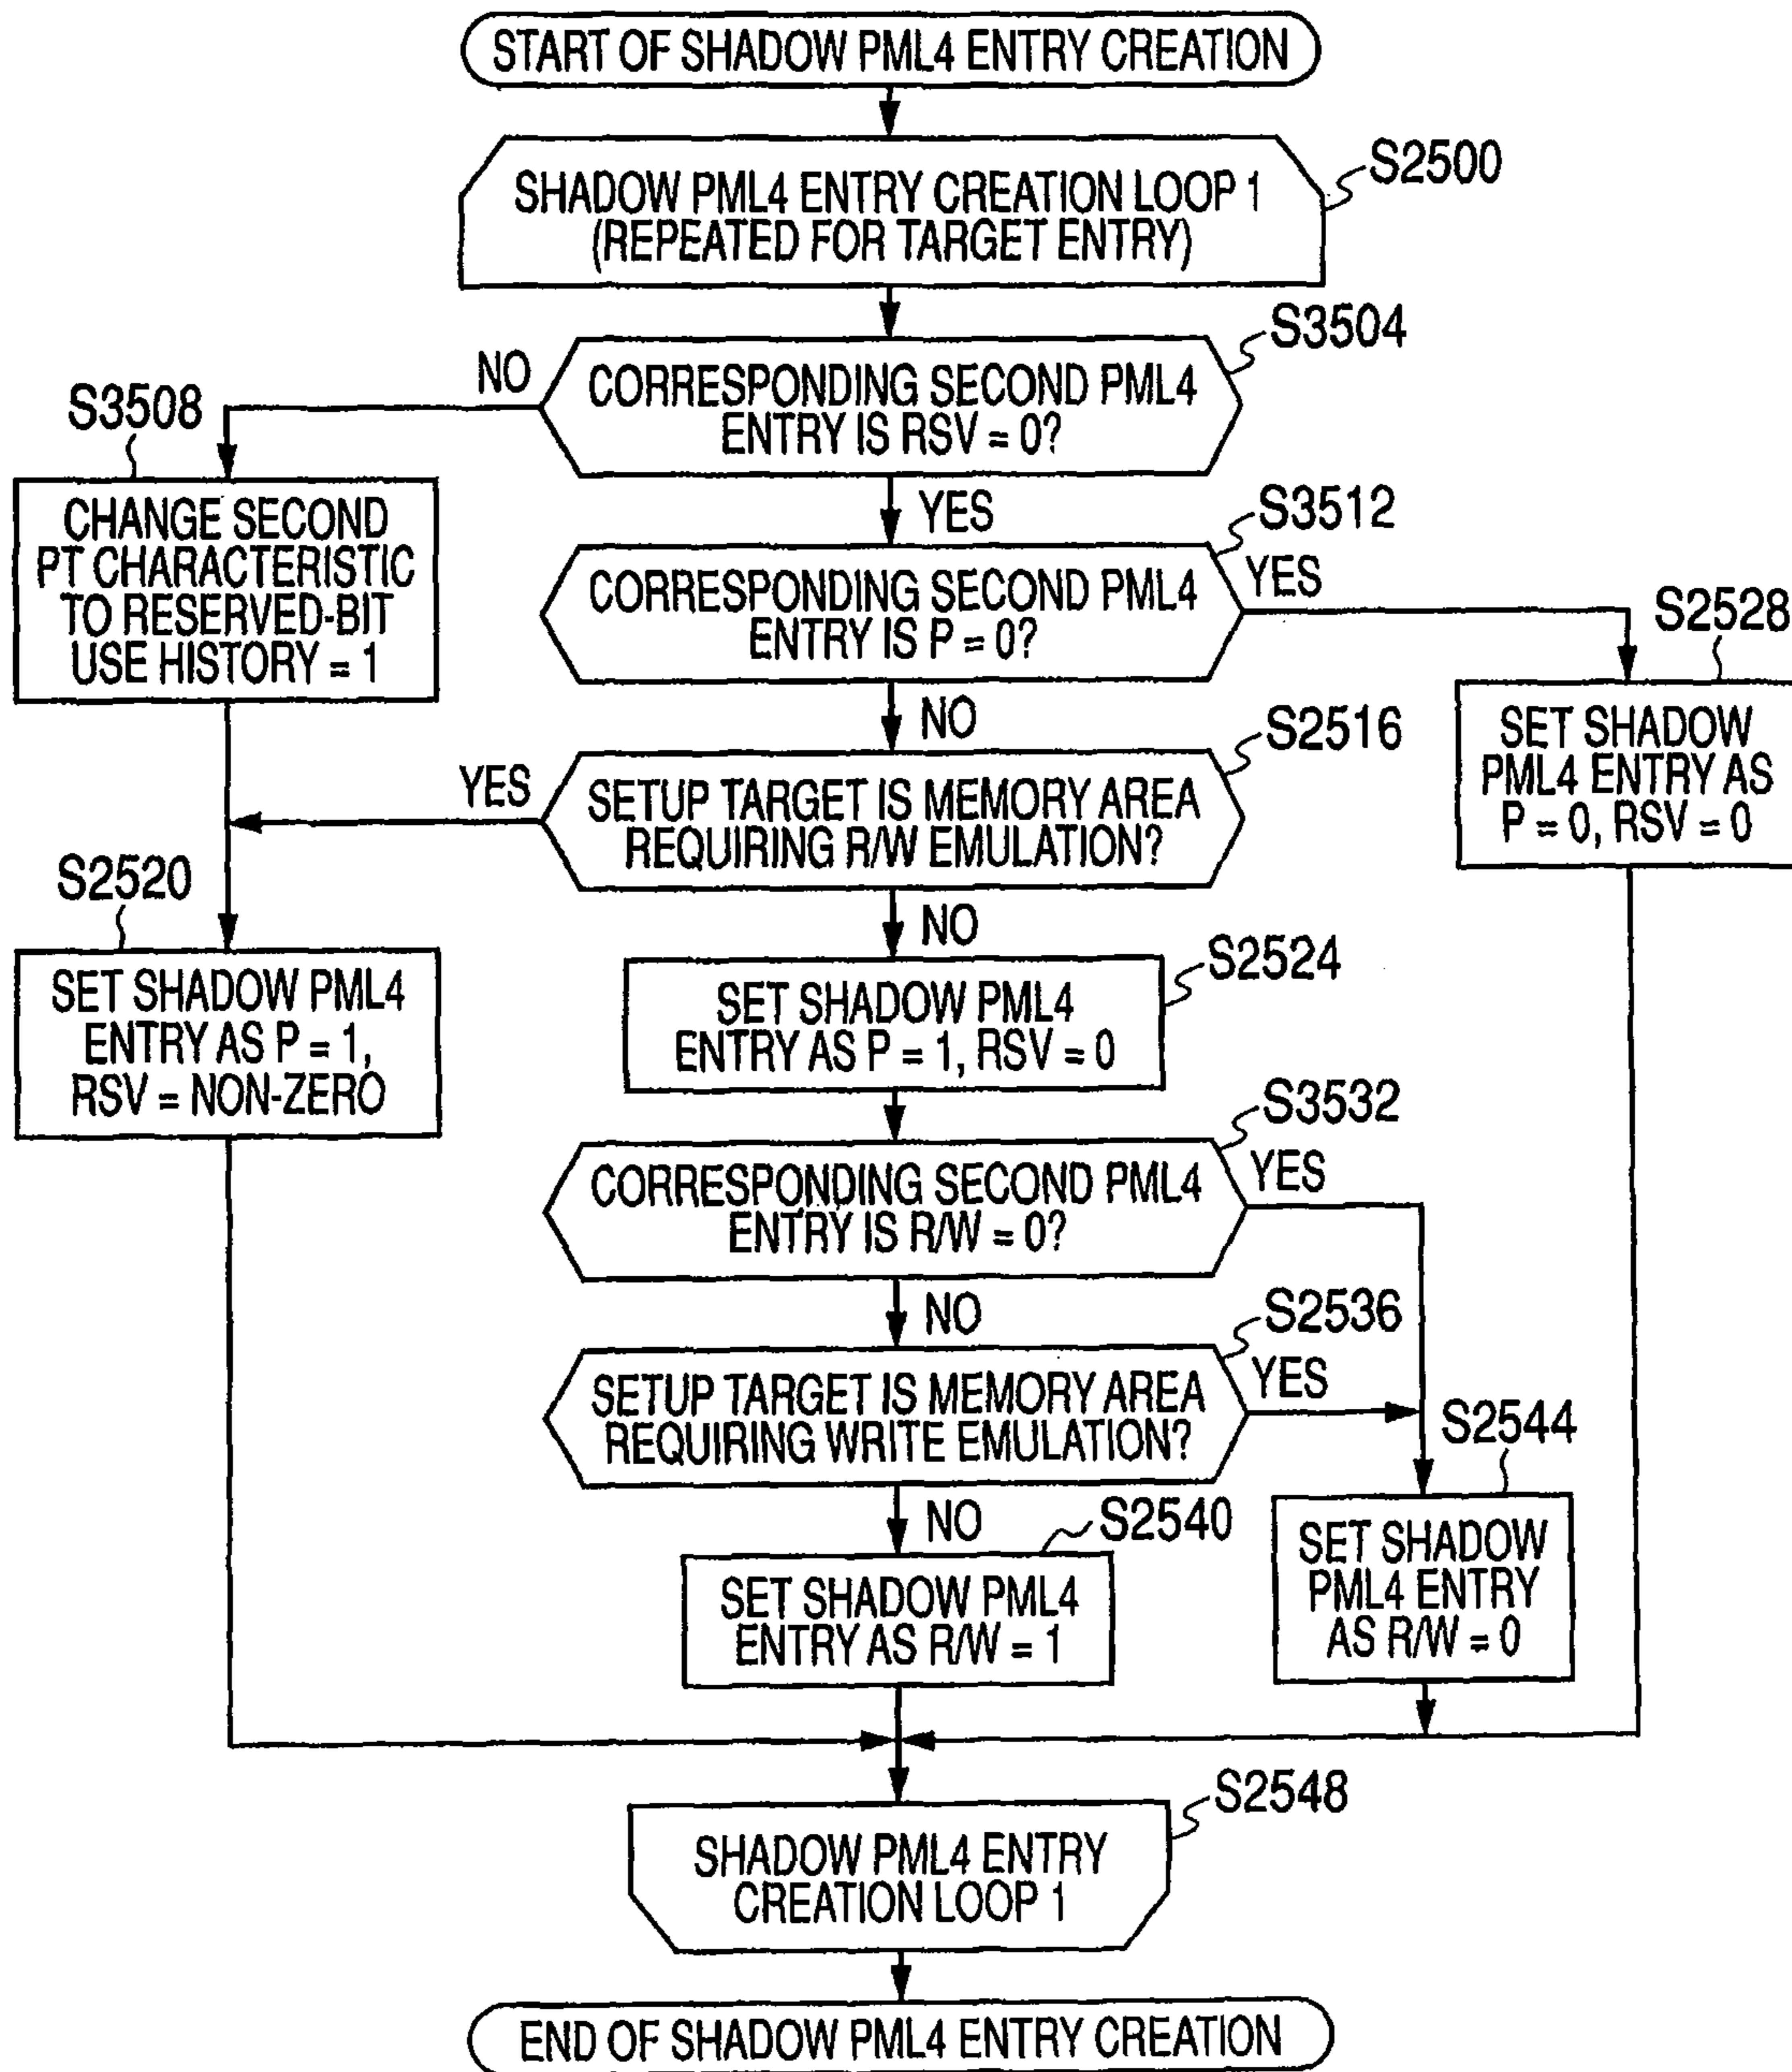 START OF SHADOW PML4 ENTRY CREATION
S2500
SHADOW PML4 ENTRY CREATION LOOP 1
(REPEATED FOR TARGET ENTRY)
S3504
CORRESPONDING SECOND PML4
ENTRY IS RSV = 0?
NO
YES
S3508
CHANGE SECOND
PT CHARACTERISTIC
TO RESERVED-BIT
USE HISTORY = 1
S3512
CORRESPONDING SECOND PML4
ENTRY IS P = 0?
YES
NO
S2528
SET SHADOW
PML4 ENTRY AS
P = 0, RSV = 0
S2516
SETUP TARGET IS MEMORY AREA
REQUIRING R/W EMULATION?
YES
NO
S2520
SET SHADOW PML4
ENTRY AS P = 1,
RSV = NON-ZERO
S2524
SET SHADOW PML4
ENTRY AS P = 1, RSV = 0
S3532
CORRESPONDING SECOND PML4
ENTRY IS R/W = 0?
YES
NO
S2536
SETUP TARGET IS MEMORY AREA
REQUIRING WRITE EMULATION?
YES
NO
S2544
SET SHADOW
PML4 ENTRY
AS R/W = 0
S2540
SET SHADOW PML4
ENTRY AS R/W = 1
S2548
SHADOW PML4 ENTRY
CREATION LOOP 1
END OF SHADOW PML4 ENTRY CREATION